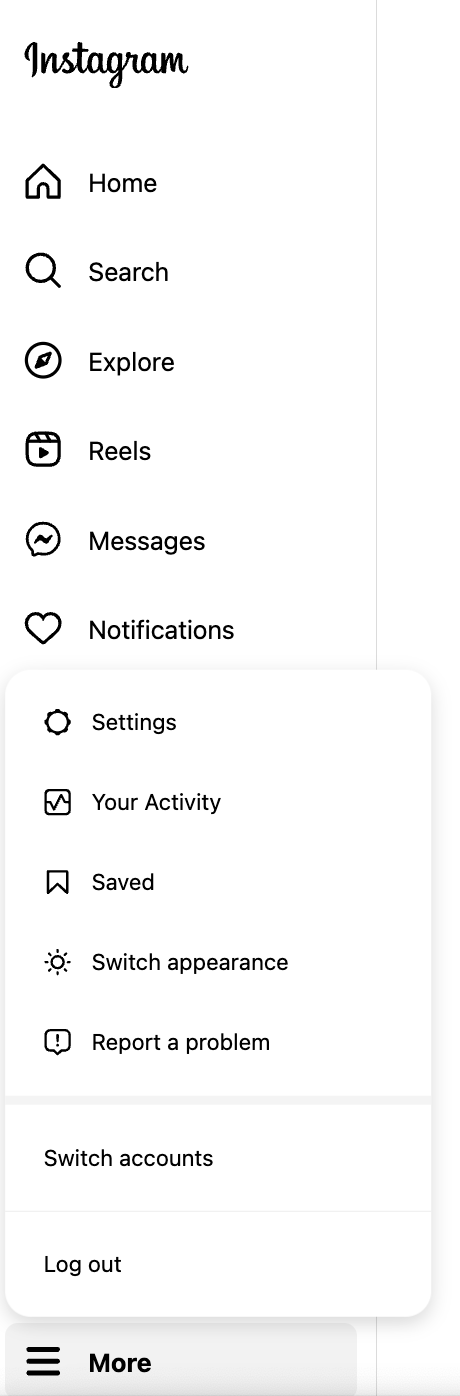 Instagram
Home
Search
Explore
Reels
Messages
Notifications
Settings
Your Activity
Saved
Switch appearance
Report a problem
Switch accounts
Log out
More